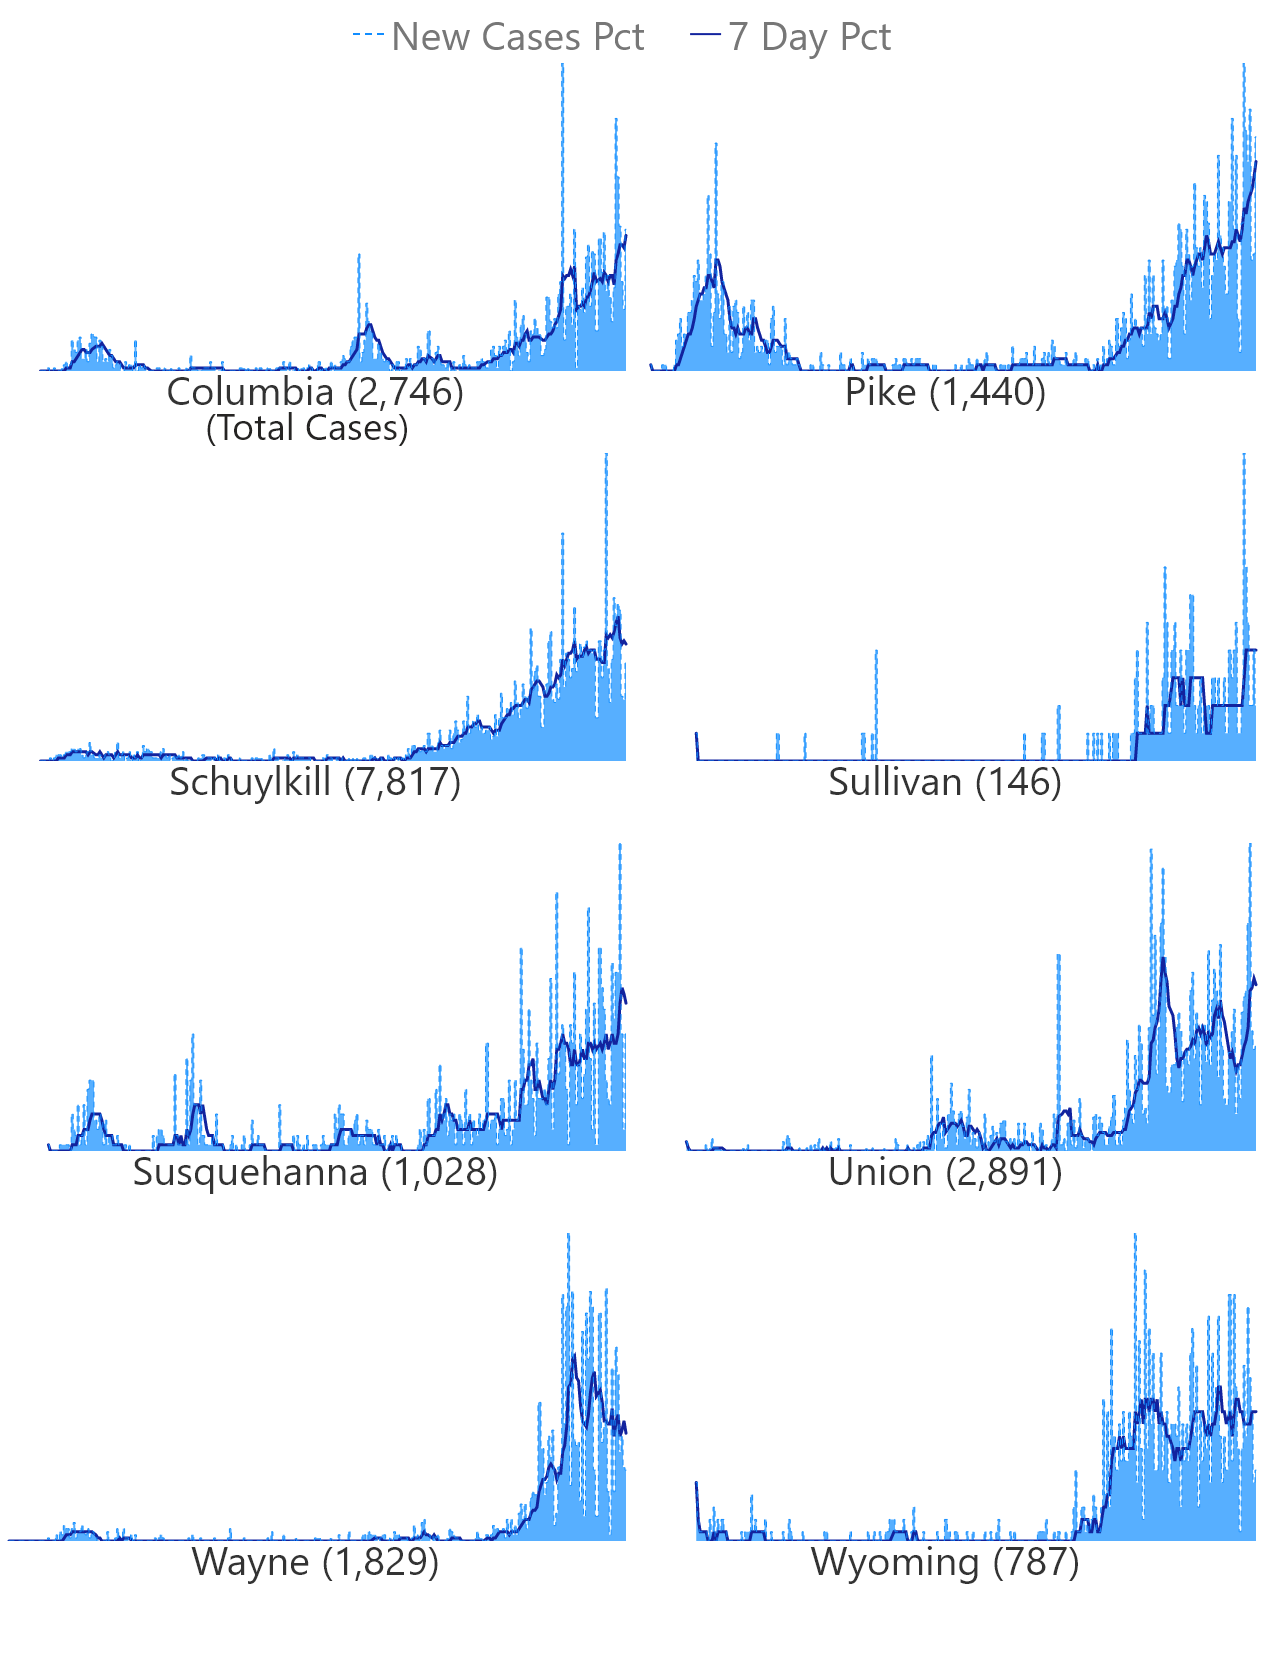 New Cases Pct 7 Day Pct
Columbia (2,746) Pike (1,440)
(Total Cases)
Schuylkill (7,817) Sullivan (146)
Susquehanna (1,028) Union (2,891)
Wayne (1,829) Wyoming (787)